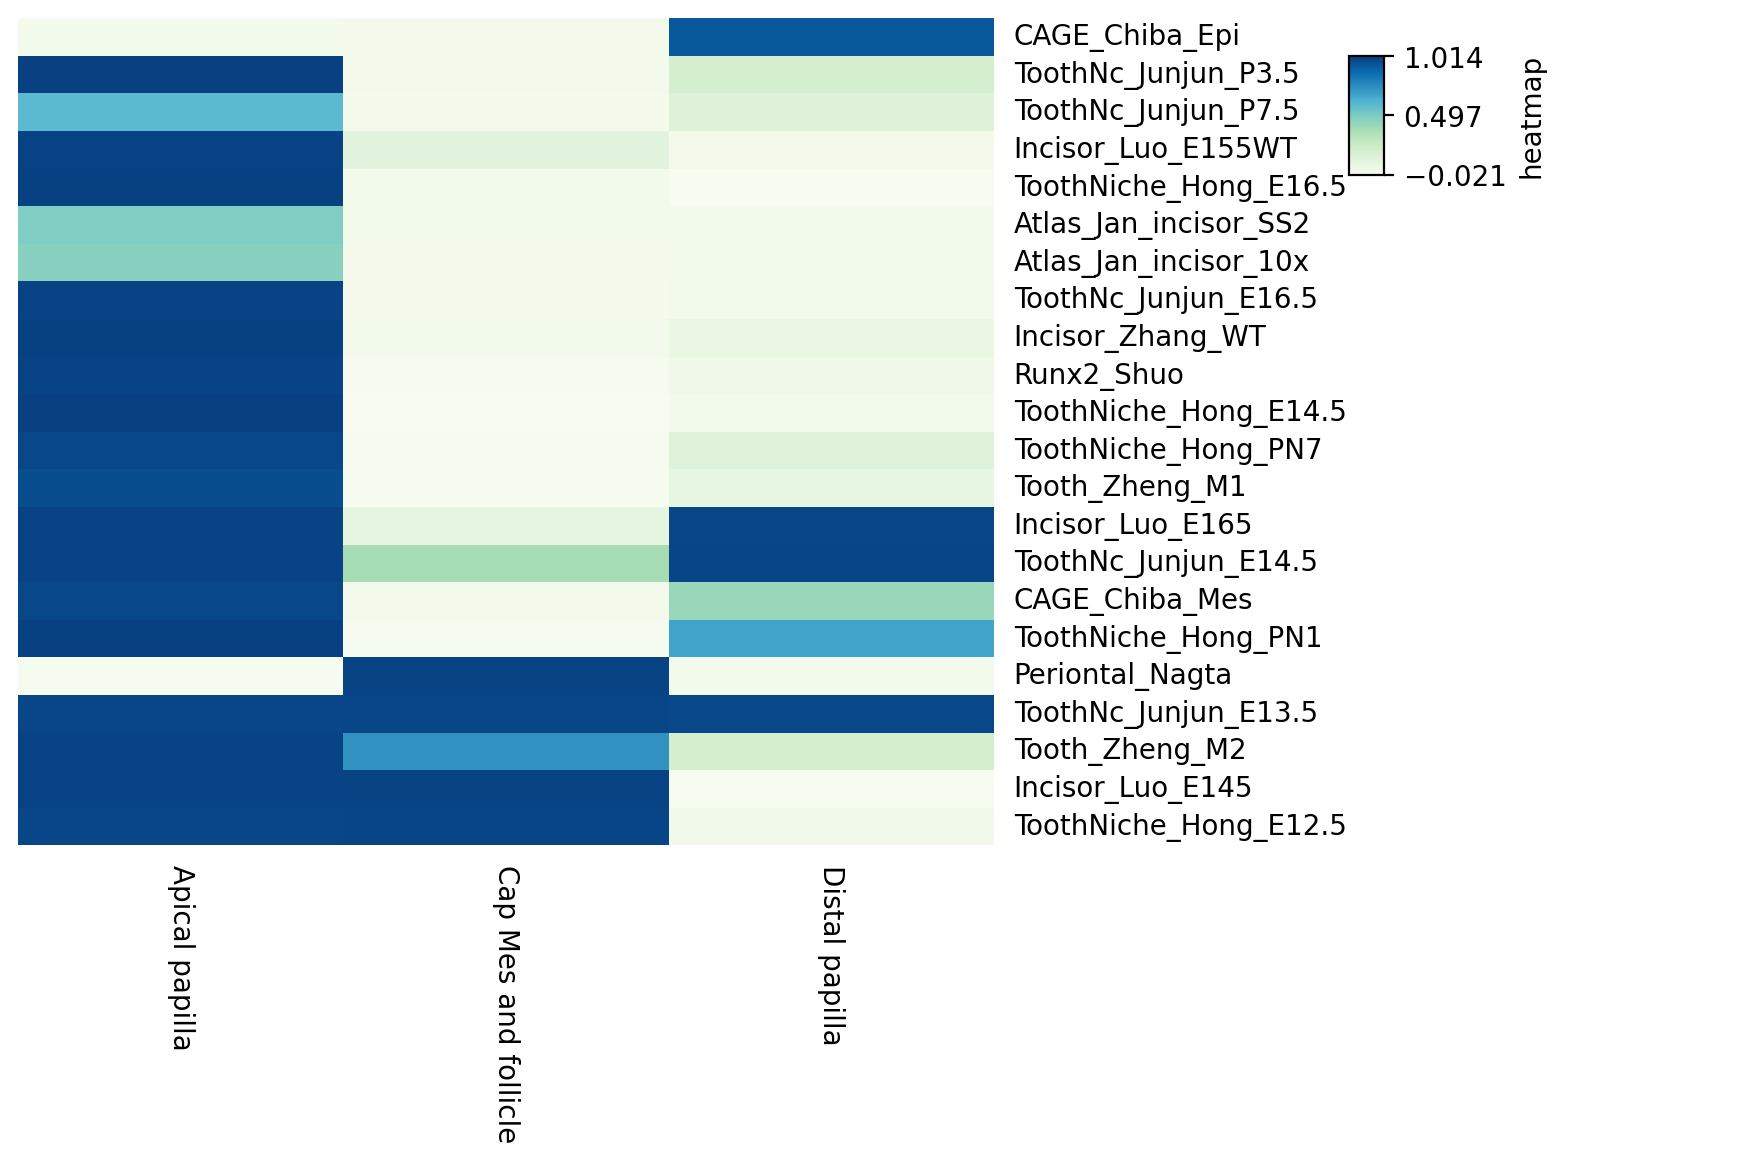 CAGE_Chiba_Epi
ToothNc_Junjun_P3.5
ToothNc_Junjun_P7.5
Incisor_Luo_E155WT
ToothNiche_Hong_E16.5
Atlas_Jan_incisor_SS2
Atlas_Jan_incisor_10x
ToothNc_Junjun_E16.5
Incisor_Zhang_WT
Runx2_Shuo
ToothNiche_Hong_E14.5
ToothNiche_Hong_PN7
Tooth_Zheng_M1
Incisor_Luo_E165
ToothNc_Junjun_E14.5
CAGE_Chiba_Mes
ToothNiche_Hong_PN1
Periontal_Nagta
ToothNc_Junjun_E13.5
Tooth_Zheng_M2
Incisor_Luo_E145
ToothNiche_Hong_E12.5
1.014
0.497
−0.021
heatmap
Apical papilla
Cap Mes and follicle
Distal papilla